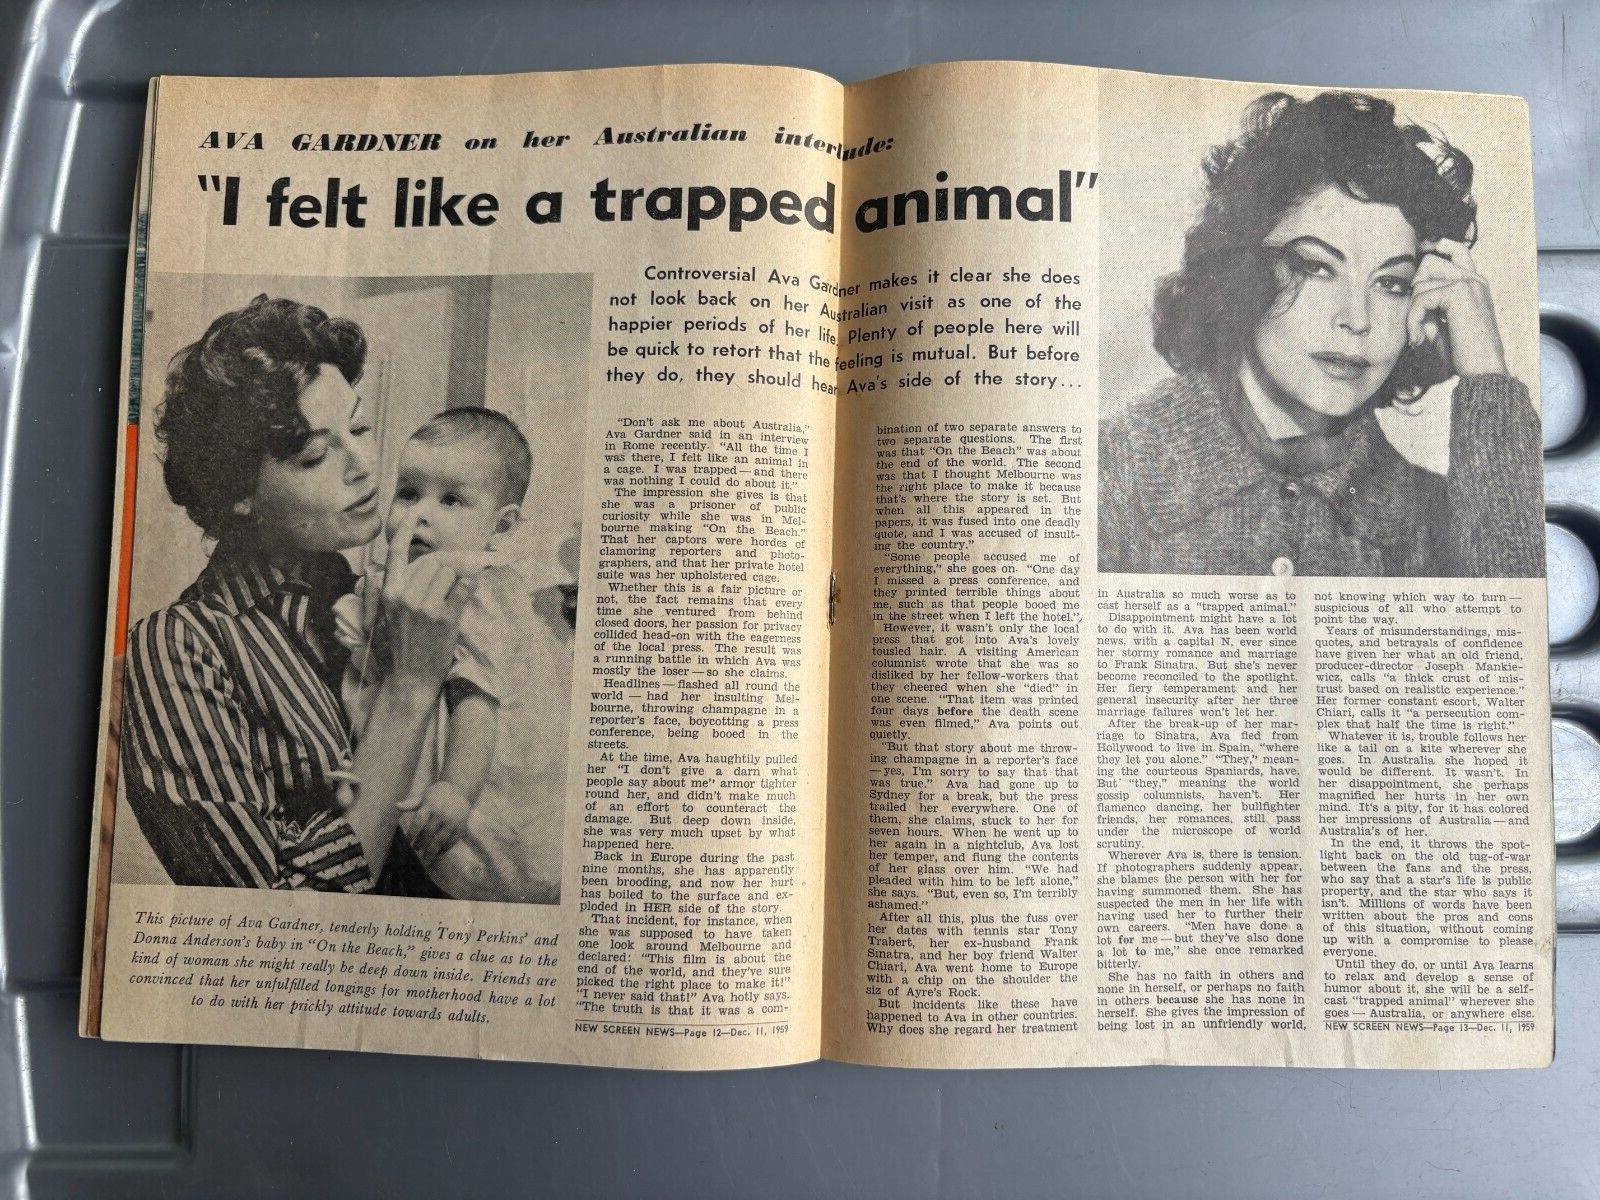 AVA GARDNER on her Australian interlude:
"I felt like a trapped animal"
Controversial Ava Gardner makes it clear she does
not look back on her Australian visit as one of the
happier periods of her life. Plenty of people here will
be quick to retort that the feeling is mutual. But before
they do, they should hear Ava's side of the story...
This picture of Ava Gardner, tenderly holding Tony Perkins' and
Donna Anderson's baby in "On the Beach," gives a clue as to the
kind of woman she might really be deep down inside. Friends are
convinced that her unfulfilled longings for motherhood have a lot
to do with her prickly attitude towards adults.
"Don't ask me about Australia,"
Ava Gardner said in an interview
in Rome recently. "All the time I
was there, I felt like an animal in
a cage. I was trapped—and there
was nothing I could do about it."
The impression she gives is that
she was a prisoner of public
curiosity while she was in Mel-
bourne making "On the Beach."
That her captors were hordes of
clamoring reporters and photo-
graphers, and that her private hotel
suite was her upholstered cage.
Whether this is a fair picture or
not, the fact remains that every
time she ventured from behind
closed doors, her passion for privacy
collided head-on with the eagerness
of the local press. The result was
a running battle in which Ava was
mostly the loser—so she claims.
Headlines—flashed all round the
world—had her insulting Mel-
bourne, throwing champagne in a
reporter's face, boycotting a press
conference, being booed in the
streets.
At the time, Ava haughtily pulled
her "I don't give a darn what
people say about me" armor tighter
round her, and didn't make much
of an effort to counteract the
damage. But deep down inside,
she was very much upset by what
happened here.
Back in Europe during the past
nine months, she has apparently
been brooding, and now her hurt
has boiled to the surface and ex-
ploded in HER side of the story.
That incident, for instance, when
she was supposed to have taken
one look around Melbourne and
declared: "This film is about the
end of the world, and they've sure
picked the right place to make it!"
"I never said that!" Ava hotly says.
"The truth is that it was a com-
NEW SCREEN NEWS—Page 12—Dec. 11, 1959
bination of two separate answers to
two separate questions. The first
was that "On the Beach" was about
the end of the world. The second
was that I thought Melbourne was
the right place to make it because
that's where the story is set. But
when all this appeared in the
papers, it was fused into one deadly
quote, and I was accused of insult-
ing the country."
"Some people accused me of
everything," she goes on. "One day
I missed a press conference, and
they printed terrible things about
me, such as that people booed me
in the street when I left the hotel."
However, it wasn't only the local
press that got into Ava's lovely
tousled hair. A visiting American
columnist wrote that she was so
disliked by her fellow-workers that
they cheered when she "died" in
one scene. "That item was printed
four days before the death scene
was even filmed," Ava points out
quietly.
"But that story about me throw-
ing champagne in a reporter's face
—yes, I'm sorry to say that that
was true." Ava had gone up to
Sydney for a break, but the press
trailed her everywhere. One of
them, she claims, stuck to her for
seven hours. When he went up to
her again in a nightclub, Ava lost
her temper, and flung the contents
of her glass over him. "We had
pleaded with him to be left alone,"
she says. "But, even so, I'm terribly
ashamed."
After all this, plus the fuss over
her dates with tennis star Tony
Trabert, her ex-husband Frank
Sinatra, and her boy friend Walter
Chiari, Ava went home to Europe
with a chip on the shoulder the
siz of Ayre's Rock.
But incidents like these have
happened to Ava in other countries.
Why does she regard her treatment
in Australia so much worse as to
cast herself as a "trapped animal."
Disappointment might have a lot
to do with it. Ava has been world
news, with a capital N, ever since
her stormy romance and marriage
to Frank Sinatra. But she's never
become reconciled to the spotlight.
Her fiery temperament and her
general insecurity after her three
marriage failures won't let her.
After the break-up of her mar-
riage to Sinatra, Ava fled from
Hollywood to live in Spain, "where
they let you alone." "They," mean-
ing the courteous Spaniards, have.
But "they," meaning the world
gossip columnists, haven't. Her
flamenco dancing, her bullfighter
friends, her romances, still pass
under the microscope of world
scrutiny.
Wherever Ava is, there is tension.
If photographers suddenly appear,
she blames the person with her for
having summoned them. She has
suspected the men in her life with
having used her to further their
own careers. "Men have done a
lot for me—but they've also done
a lot to me," she once remarked
bitterly.
She has no faith in others and
none in herself, or perhaps no faith
in others because she has none in
herself. She gives the impression of
being lost in an unfriendly world,
not knowing which way to turn—
suspicious of all who attempt to
point the way.
Years of misunderstandings, mis-
quotes, and betrayals of confidence
have given her what an old friend,
producer-director Joseph Mankie-
wicz, calls "a thick crust of mis-
trust based on realistic experience."
Her former constant escort, Walter
Chiari, calls it "a persecution com-
plex that half the time is right."
Whatever it is, trouble follows her
like a tail on a kite wherever she
goes. In Australia she hoped it
would be different. It wasn't. In
her disappointment, she perhaps
magnified her hurts in her own
mind. It's a pity, for it has colored
her impressions of Australia—and
Australia's of her.
In the end, it throws the spot-
light back on the old tug-of-war
between the fans and the press,
who say that a star's life is public
property, and the star who says it
isn't. Millions of words have been
written about the pros and cons
of this situation, without coming
up with a compromise to please
everyone.
Until they do, or until Ava learns
to relax and develop a sense of
humor about it, she will be a self-
cast "trapped animal" wherever she
goes—Australia, or anywhere else.
NEW SCREEN NEWS—Page 13—Dec. 11, 1959